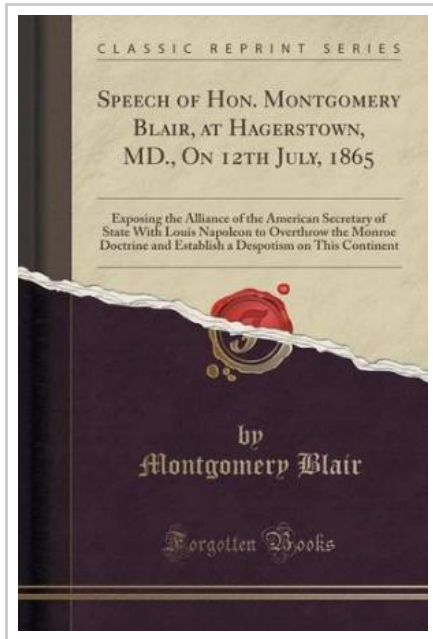 CLASSIC REPRINT SERIES
SPEECH OF HON. MONTGOMERY
BLAIR, AT HAGERSTOWN,
MD., ON 12TH JULY, 1865
Exposing the Alliance of the American Secretary of
State With Louis Napoleon to Overthrow the Monroe
Doctrine and Establish a Despotism on This Continent
by
Montgomery Blair
Forgotten Books